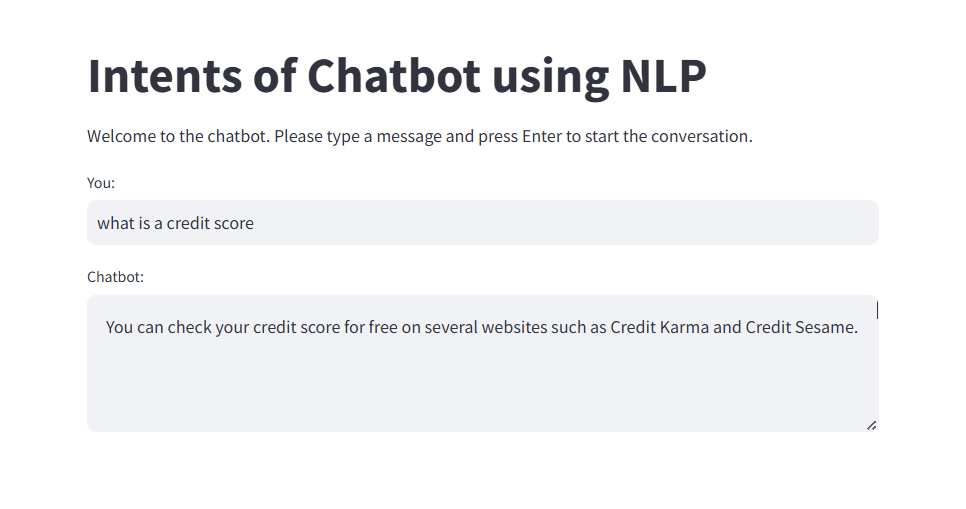 Intents of Chatbot using NLP
Welcome to the chatbot. Please type a message and press Enter to start the conversation.
You:
what is a credit score
Chatbot:
You can check your credit score for free on several websites such as Credit Karma and Credit Sesame.